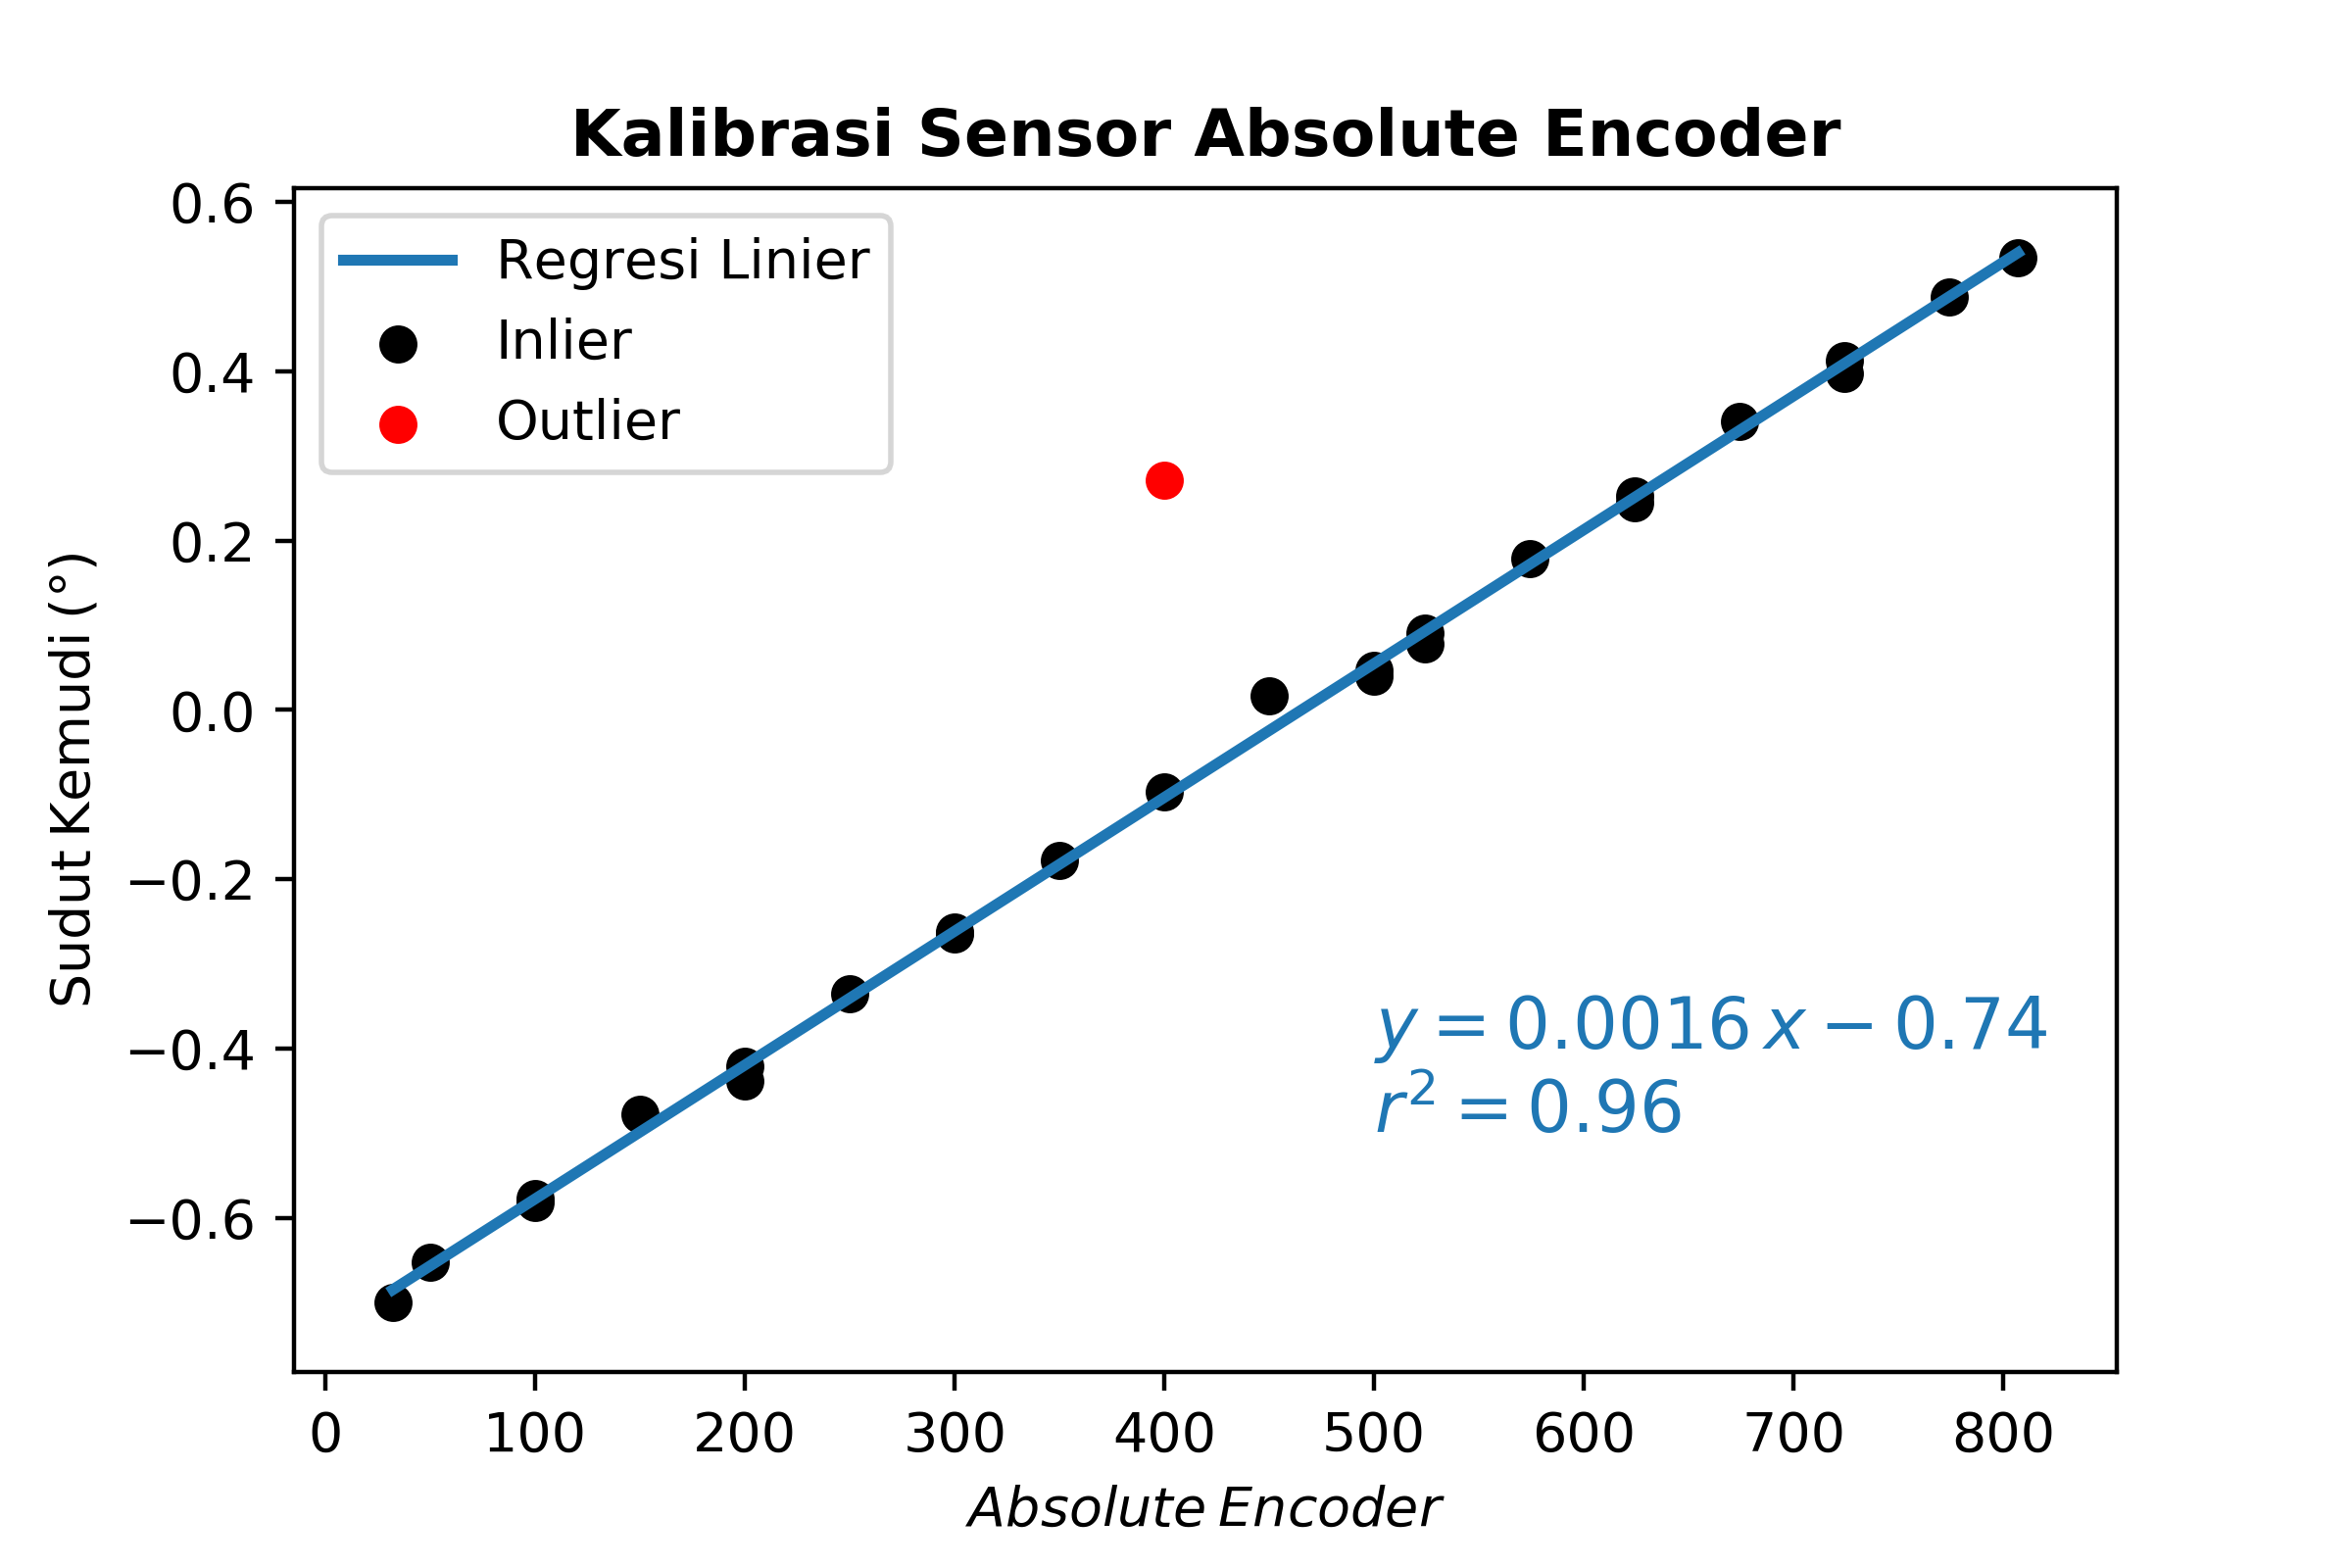 Kalibrasi Sensor Absolute Encoder
Regresi Linier
Inlier
Outlier
Sudut Kemudi (°)
0.6
0.4
0.2
0.0
−0.2
−0.4
−0.6
y = 0.0016 x − 0.74
r² = 0.96
0 100 200 300 400 500 600 700 800
Absolute Encoder